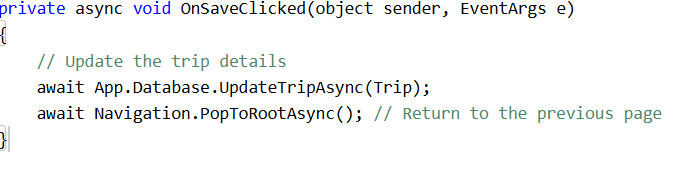 private async void OnSaveClicked(object sender, EventArgs e)
{
    // Update the trip details
    await App.Database.UpdateTripAsync(Trip);
    await Navigation.PopToRootAsync(); // Return to the previous page
}